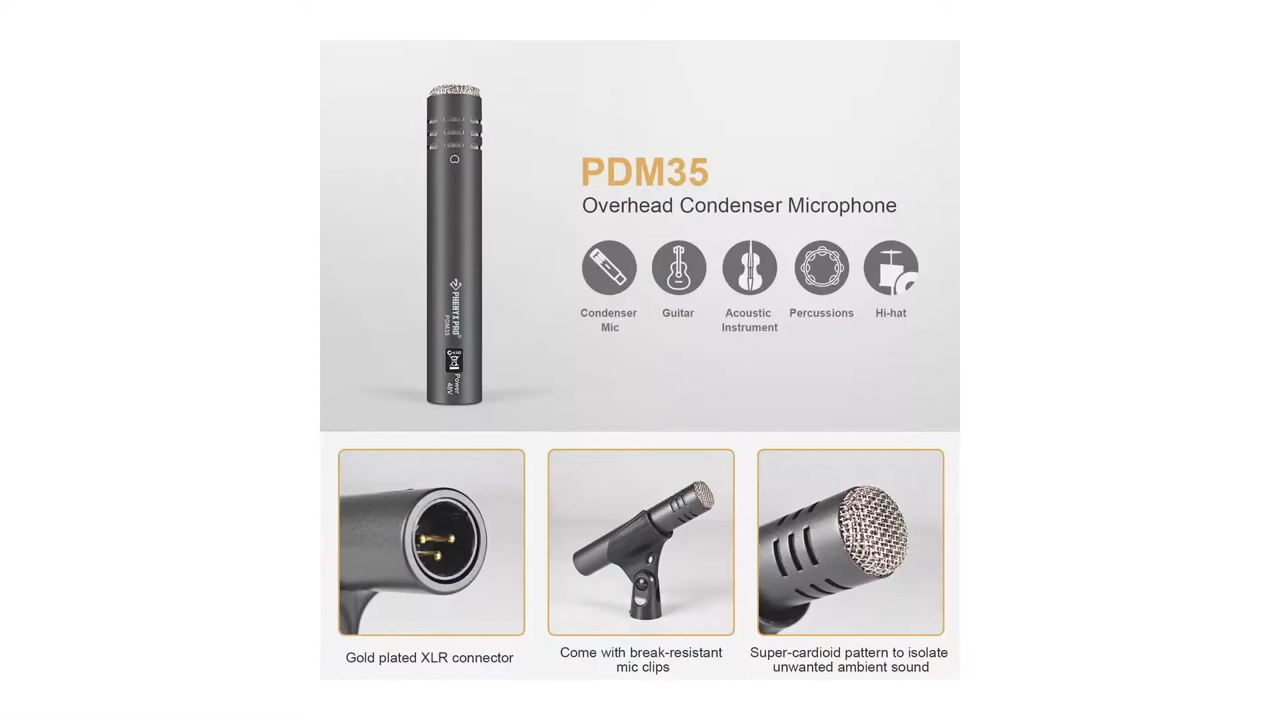 PDM35
Overhead Condenser Microphone
Condenser
Mic
Guitar
Acoustic
Instrument
Percussions
Hi-hat
PHENYX PRO®
PDM35
Power
48V
Gold plated XLR connector
Come with break-resistant
mic clips
Super-cardioid pattern to isolate
unwanted ambient sound